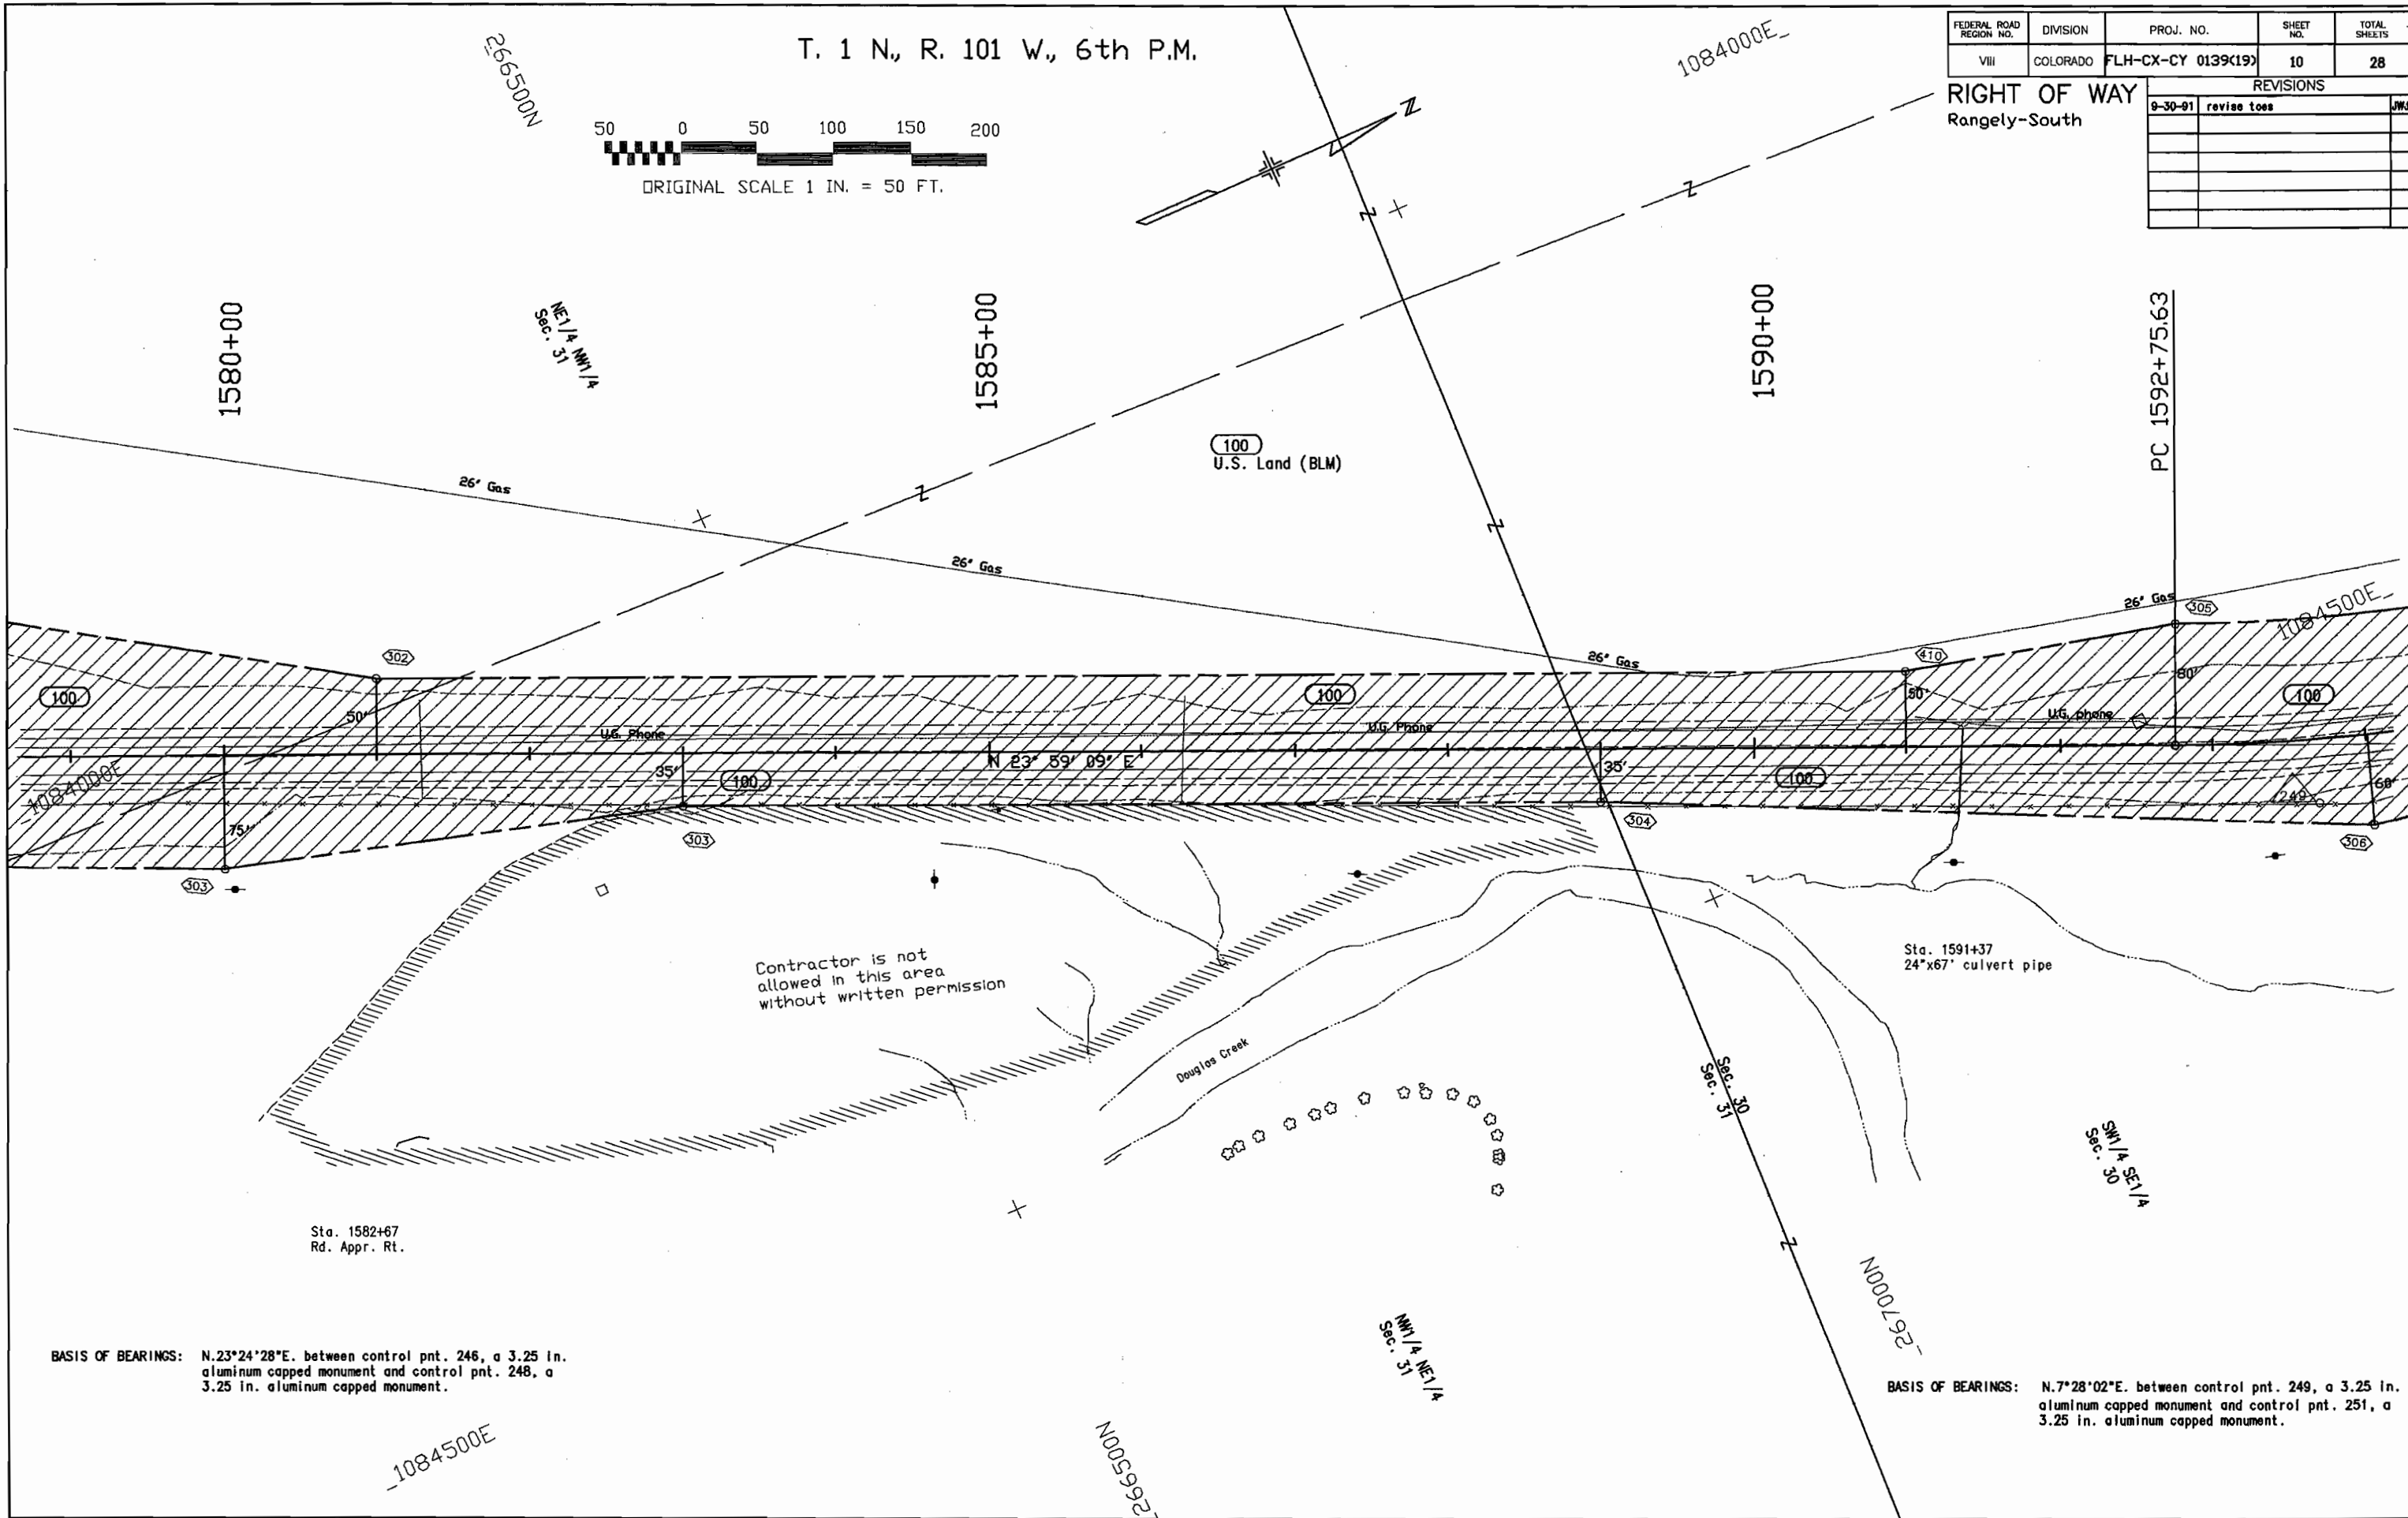 T. 1 N., R. 101 W., 6th P.M.
266500N
1084000E
FEDERAL ROAD REGION NO.
DIVISION
PROJ. NO.
SHEET NO.
TOTAL SHEETS
VIII
COLORADO
FLH-CX-CY 0139(19)
10
28
RIGHT OF WAY
Rangely-South
REVISIONS
9-30-91 revise toes
50 0 50 100 150 200
ORIGINAL SCALE 1 IN. = 50 FT.
Z
1580+00
NE1/4 NW1/4
Sec. 31
1585+00
1590+00
PC 1592+75.63
100
U.S. Land (BLM)
26" Gas
26" Gas
26" Gas
26" Gas
305
1084500E
302
410
100
50'
100
50'
80'
100
U.G. Phone
U.G. Phone
U.G. phone
N 23° 59' 09" E
1084000E
35'
100
35'
100
249
60'
75'
303
303
304
306
Contractor is not
allowed in this area
without written permission
Sta. 1591+37
24"x67' culvert pipe
Douglas Creek
Sec. 30
Sec. 31
SW1/4 SE1/4
Sec. 30
Sta. 1582+67
Rd. Appr. Rt.
267000N
NW1/4 NE1/4
Sec. 31
BASIS OF BEARINGS: N.23°24'28"E. between control pnt. 246, a 3.25 in.
aluminum capped monument and control pnt. 248, a
3.25 in. aluminum capped monument.
BASIS OF BEARINGS: N.7°28'02"E. between control pnt. 249, a 3.25 in.
aluminum capped monument and control pnt. 251, a
3.25 in. aluminum capped monument.
1084500E
266500N